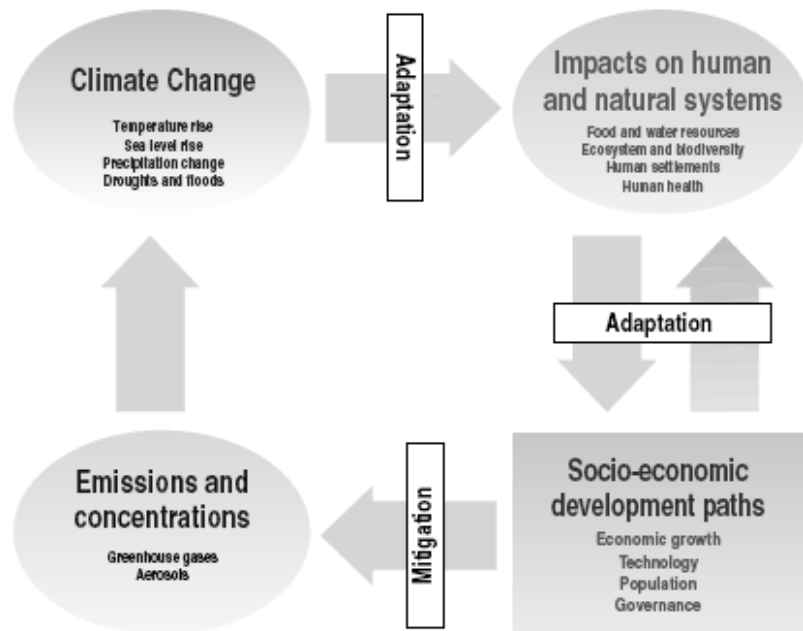 Climate Change
Temperature rise
Sea level rise
Precipitation change
Droughts and floods
Adaptation
Impacts on human
and natural systems
Food and water resources
Ecosystem and biodiversity
Human settlements
Human health
Adaptation
Emissions and
concentrations
Greenhouse gases
Aerosols
Mitigation
Socio-economic
development paths
Economic growth
Technology
Population
Governance